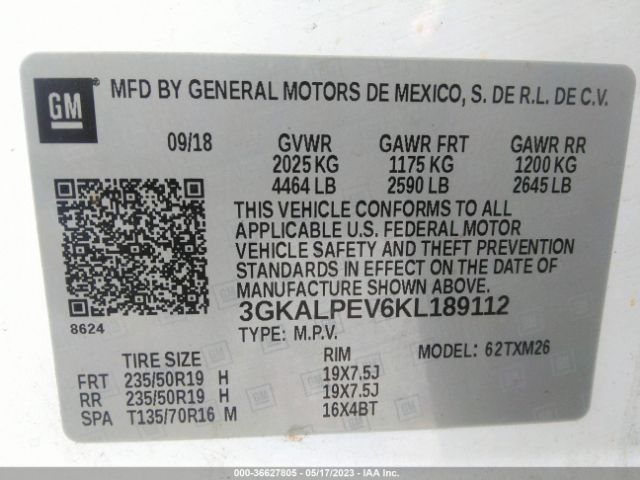 GM
MFD BY GENERAL MOTORS DE MEXICO, S. DE R.L. DE C.V.
09/18 GVWR GAWR FRT GAWR RR
2025 KG 1175 KG 1200 KG
4464 LB 2590 LB 2645 LB
THIS VEHICLE CONFORMS TO ALL
APPLICABLE U.S. FEDERAL MOTOR
VEHICLE SAFETY AND THEFT PREVENTION
STANDARDS IN EFFECT ON THE DATE OF
MANUFACTURE SHOWN ABOVE.
8624 3GKALPEV6KL189112
TYPE: M.P.V. MODEL: 62TXM26
TIRE SIZE RIM
FRT 235/50R19 H 19X7.5J
RR 235/50R19 H 19X7.5J
SPA T135/70R16 M 16X4BT
000-36627805 - 05/17/2023 - IAA Inc.